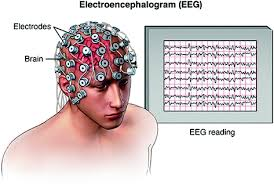 Electroencephalogram (EEG)
Electrodes
Brain
EEG reading